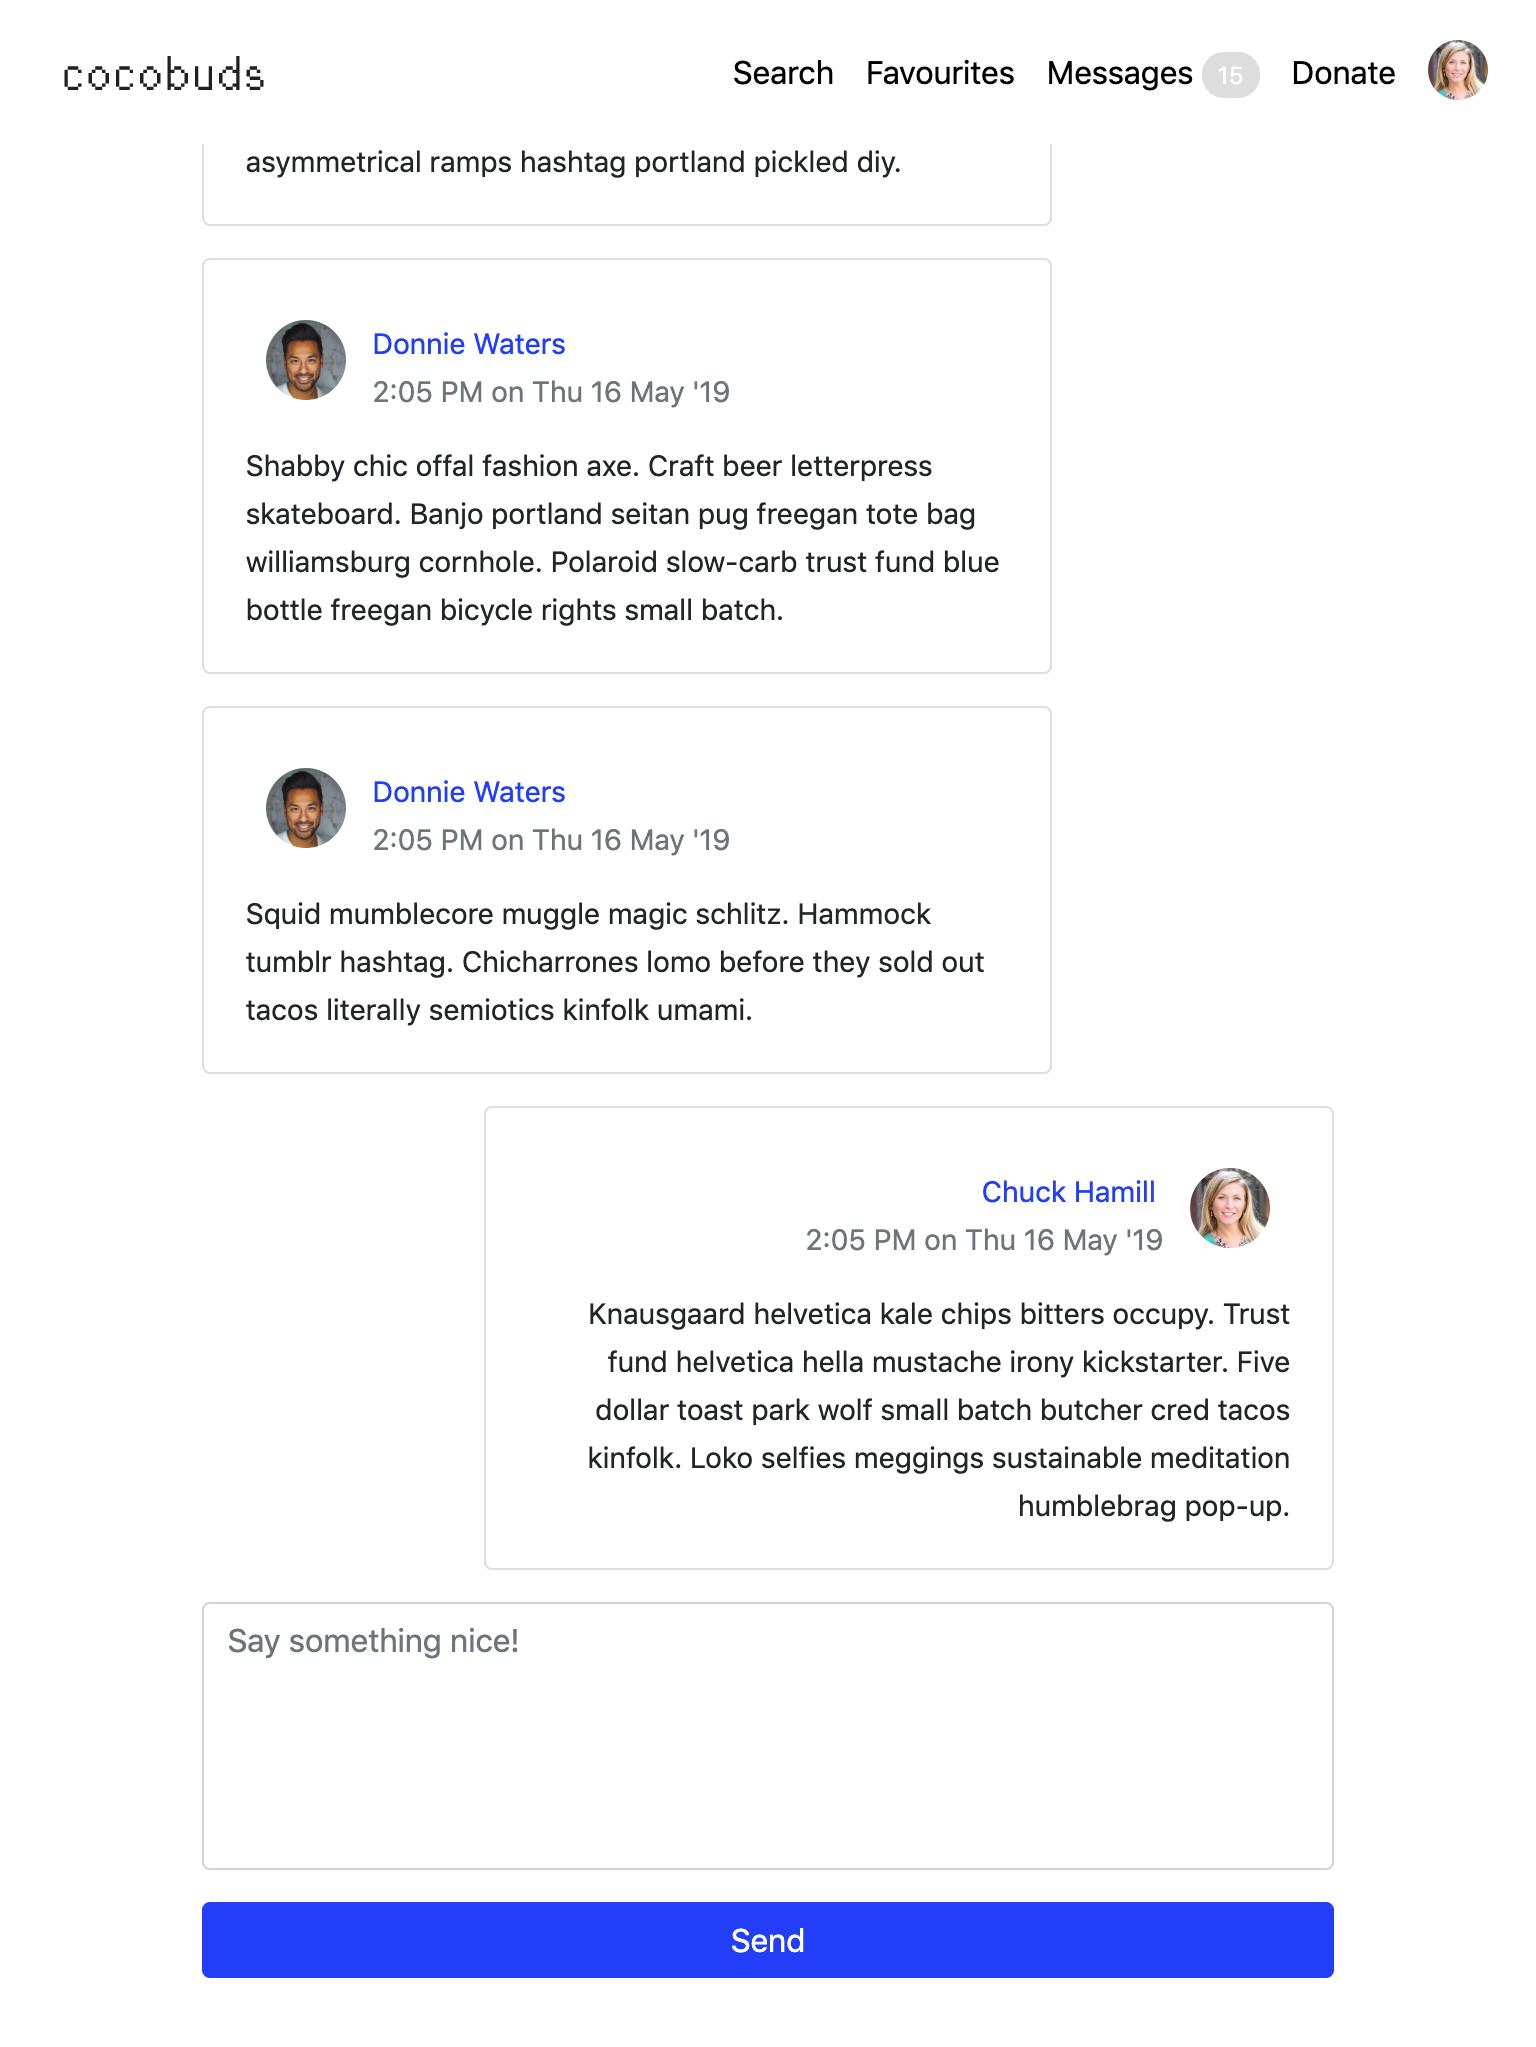 cocobuds
Search Favourites Messages 15 Donate
asymmetrical ramps hashtag portland pickled diy.
Donnie Waters
2:05 PM on Thu 16 May '19
Shabby chic offal fashion axe. Craft beer letterpress
skateboard. Banjo portland seitan pug freegan tote bag
williamsburg cornhole. Polaroid slow-carb trust fund blue
bottle freegan bicycle rights small batch.
Donnie Waters
2:05 PM on Thu 16 May '19
Squid mumblecore muggle magic schlitz. Hammock
tumblr hashtag. Chicharrones lomo before they sold out
tacos literally semiotics kinfolk umami.
Chuck Hamill
2:05 PM on Thu 16 May '19
Knausgaard helvetica kale chips bitters occupy. Trust
fund helvetica hella mustache irony kickstarter. Five
dollar toast park wolf small batch butcher cred tacos
kinfolk. Loko selfies meggings sustainable meditation
humblebrag pop-up.
Say something nice!
Send